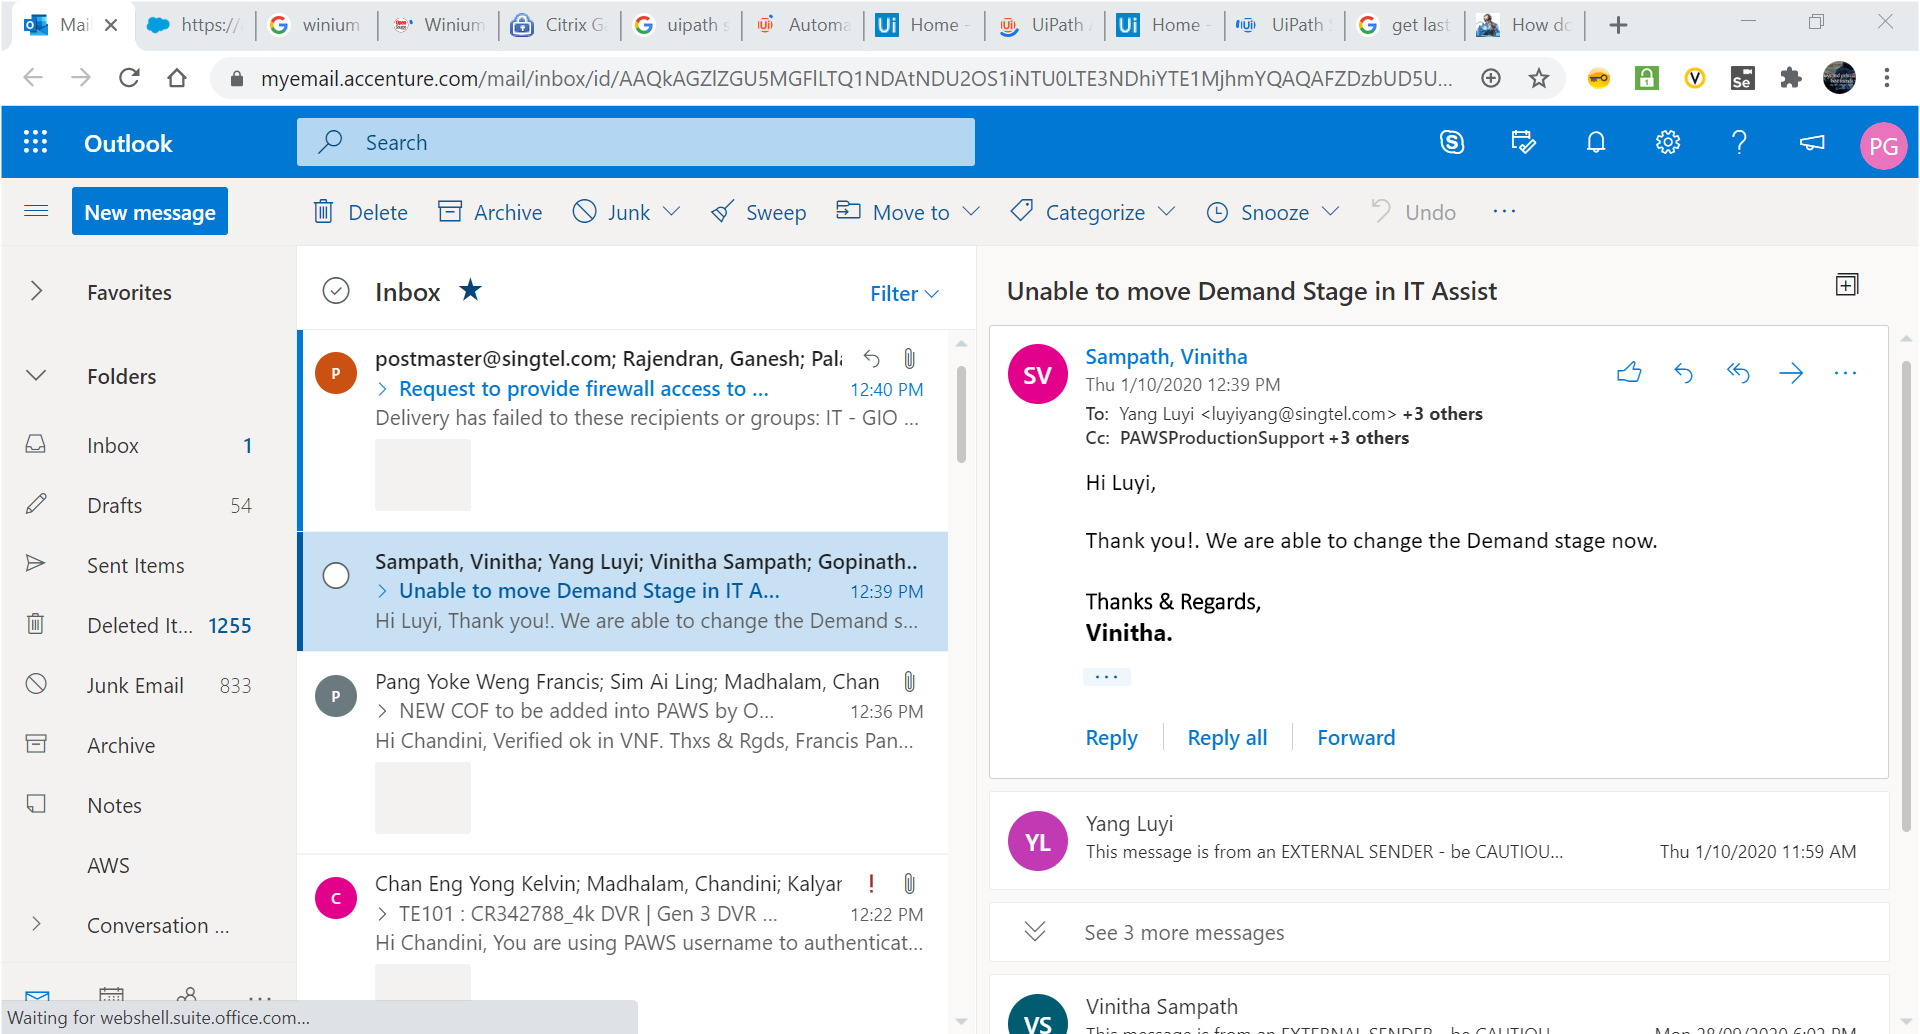 Mail
https://
winium
Winium
Citrix G
uipath s
Automa
Home -
UiPath
Home -
UiPath
get last
How do
myemail.accenture.com/mail/inbox/id/AAQkAGZlZGU5MGFlLTQ1NDAtNDU2OS1iNTU0LTE3NDhiYTE1MjhmYQAQAFZDzbUD5U...
Outlook
Search
PG
New message
Delete
Archive
Junk
Sweep
Move to
Categorize
Snooze
Undo
Favorites
Folders
Inbox 1
Drafts 54
Sent Items
Deleted It... 1255
Junk Email 833
Archive
Notes
AWS
Conversation ...
Waiting for webshell.suite.office.com...
Inbox
Filter
P
postmaster@singtel.com; Rajendran, Ganesh; Pala
Request to provide firewall access to ... 12:40 PM
Delivery has failed to these recipients or groups: IT - GIO ...
Sampath, Vinitha; Yang Luyi; Vinitha Sampath; Gopinath..
Unable to move Demand Stage in IT A... 12:39 PM
Hi Luyi, Thank you!. We are able to change the Demand s...
P
Pang Yoke Weng Francis; Sim Ai Ling; Madhalam, Chan
NEW COF to be added into PAWS by O... 12:36 PM
Hi Chandini, Verified ok in VNF. Thxs & Rgds, Francis Pan...
C
Chan Eng Yong Kelvin; Madhalam, Chandini; Kalyar !
TE101 : CR342788_4k DVR | Gen 3 DVR ... 12:22 PM
Hi Chandini, You are using PAWS username to authenticat...
Unable to move Demand Stage in IT Assist
SV
Sampath, Vinitha
Thu 1/10/2020 12:39 PM
To: Yang Luyi <luyiyang@singtel.com> +3 others
Cc: PAWSProductionSupport +3 others
Hi Luyi,
Thank you!. We are able to change the Demand stage now.
Thanks & Regards,
Vinitha.
...
Reply
Reply all
Forward
YL
Yang Luyi
This message is from an EXTERNAL SENDER - be CAUTIOU... Thu 1/10/2020 11:59 AM
See 3 more messages
VS
Vinitha Sampath
This message is from an EXTERNAL SENDER - be CAUTIOU... Mon 28/09/2020 6:02 PM